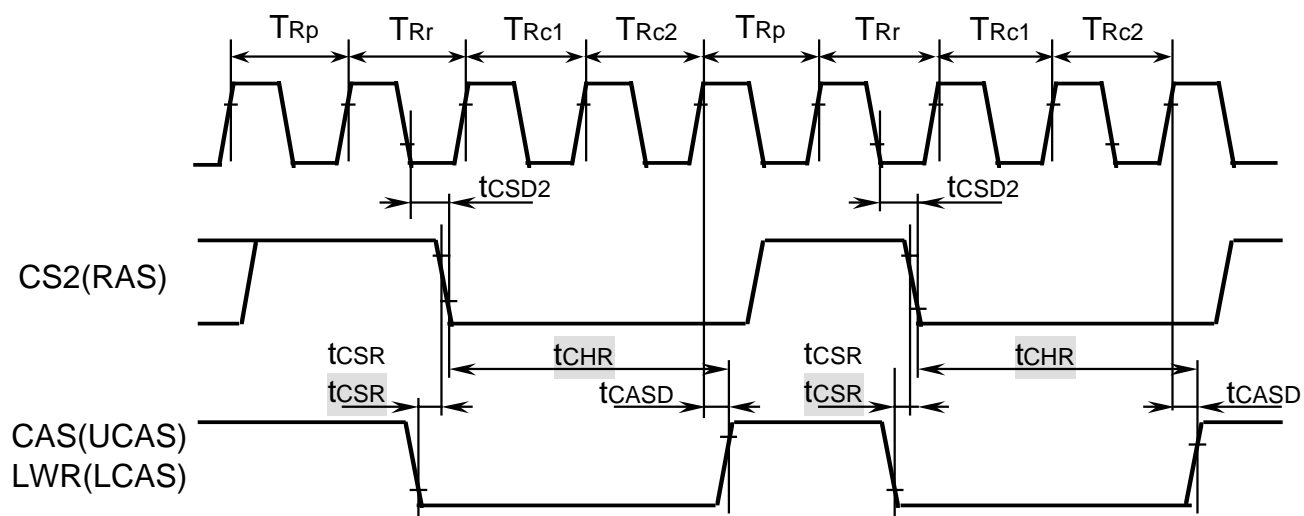 TRp TRr TRc1 TRc2 TRp TRr TRc1 TRc2
tCSD2 tCSD2
CS2(RAS)
tCSR tCHR tCSR tCHR
tCSR tCASD tCSR tCASD
CAS(UCAS)
LWR(LCAS)